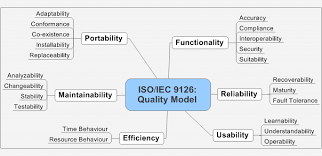 Adaptability
Conformance
Co-existence
Installability
Replaceability
Portability
Functionality
Accuracy
Compliance
Interoperability
Security
Suitability
Analyzability
Changeability
Stability
Testability
Maintainability
ISO/IEC 9126:
Quality Model
Reliability
Recoverability
Maturity
Fault Tolerance
Time Behaviour
Resource Behaviour
Efficiency
Usability
Learnability
Understandability
Operability